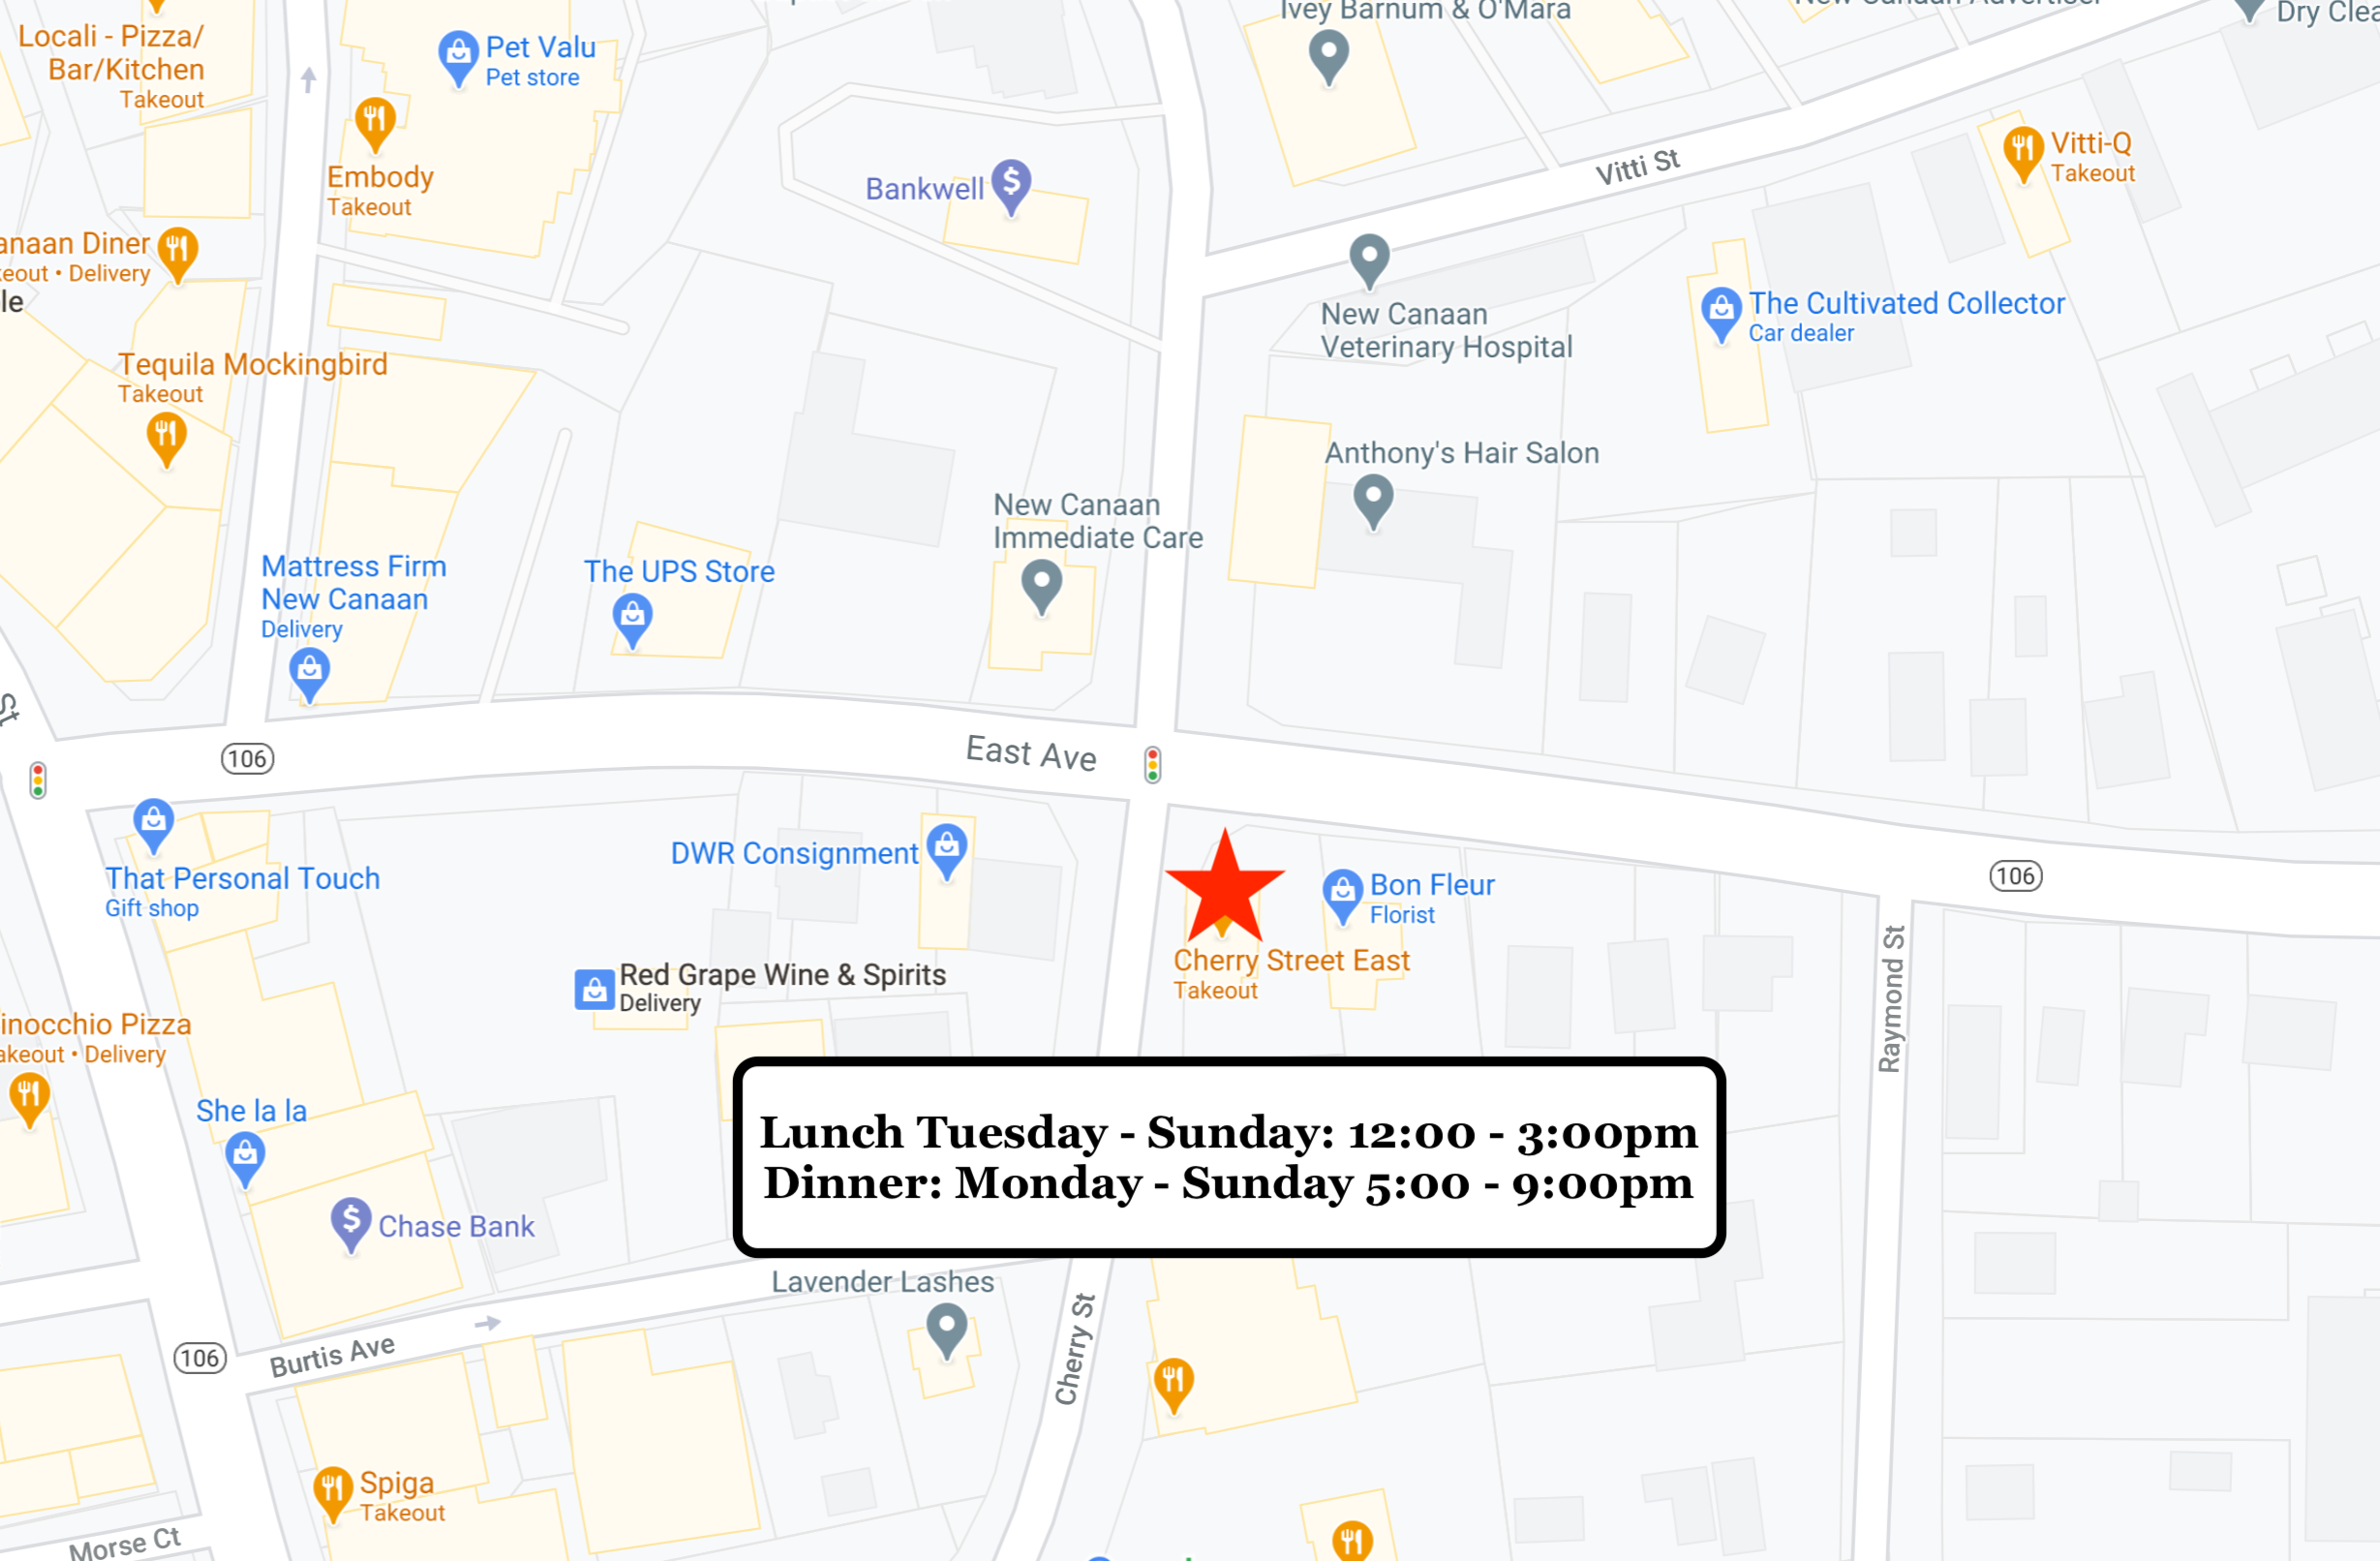 Locali - Pizza/
Bar/Kitchen
Takeout
Pet Valu
Pet store
Ivey Barnum & O'Mara
New Canaan Advertiser
Dry Clea
Embody
Takeout
Bankwell
Vitti St
Vitti-Q
Takeout
anaan Diner
eout • Delivery
le
New Canaan
Veterinary Hospital
The Cultivated Collector
Car dealer
Tequila Mockingbird
Takeout
Anthony's Hair Salon
New Canaan
Immediate Care
Mattress Firm
New Canaan
Delivery
The UPS Store
St
106
East Ave
That Personal Touch
Gift shop
DWR Consignment
Bon Fleur
Florist
106
Cherry Street East
Takeout
Raymond St
Red Grape Wine & Spirits
Delivery
inocchio Pizza
akeout • Delivery
She la la
Lunch Tuesday - Sunday: 12:00 - 3:00pm
Dinner: Monday - Sunday 5:00 - 9:00pm
Chase Bank
Lavender Lashes
Cherry St
106
Burtis Ave
Spiga
Takeout
Morse Ct